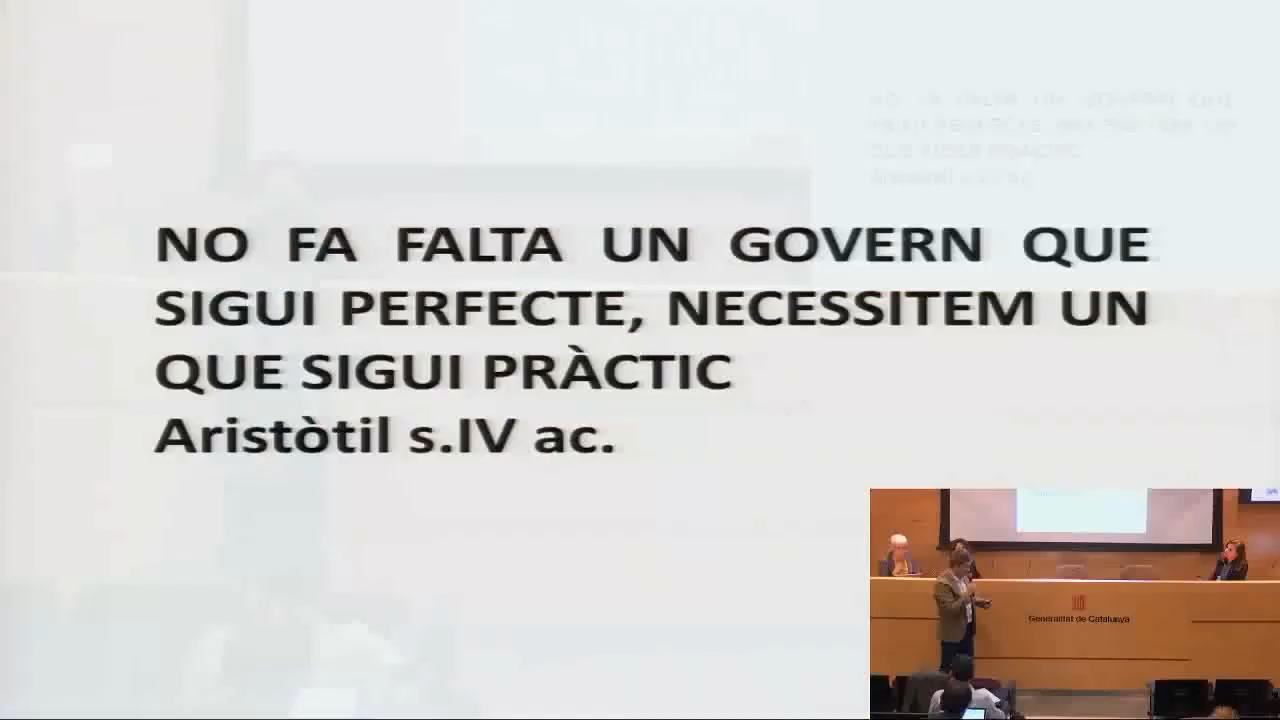 NO FA FALTA UN GOVERN QUE
SIGUI PERFECTE, NECESSITEM UN
QUE SIGUI PRÀCTIC
Aristòtil s.IV ac.
Generalitat de Catalunya